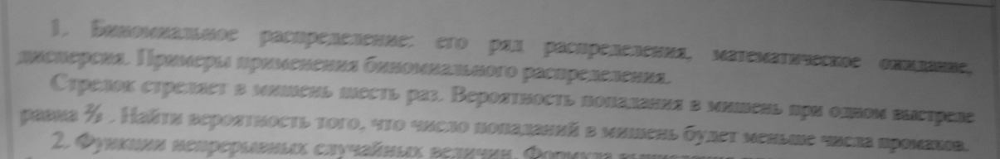 1. Биномиальное распределение: его ряд распределения, математическое ожидание,
дисперсия. Примеры применения биномиального распределения.
Стрелок стреляет в мишень шесть раз. Вероятность попадания в мишень при одном выстреле
равна ⅔ . Найти вероятность того, что число попаданий в мишень будет меньше числа промахов.
2. Функции непрерывных случайных величин. Формула